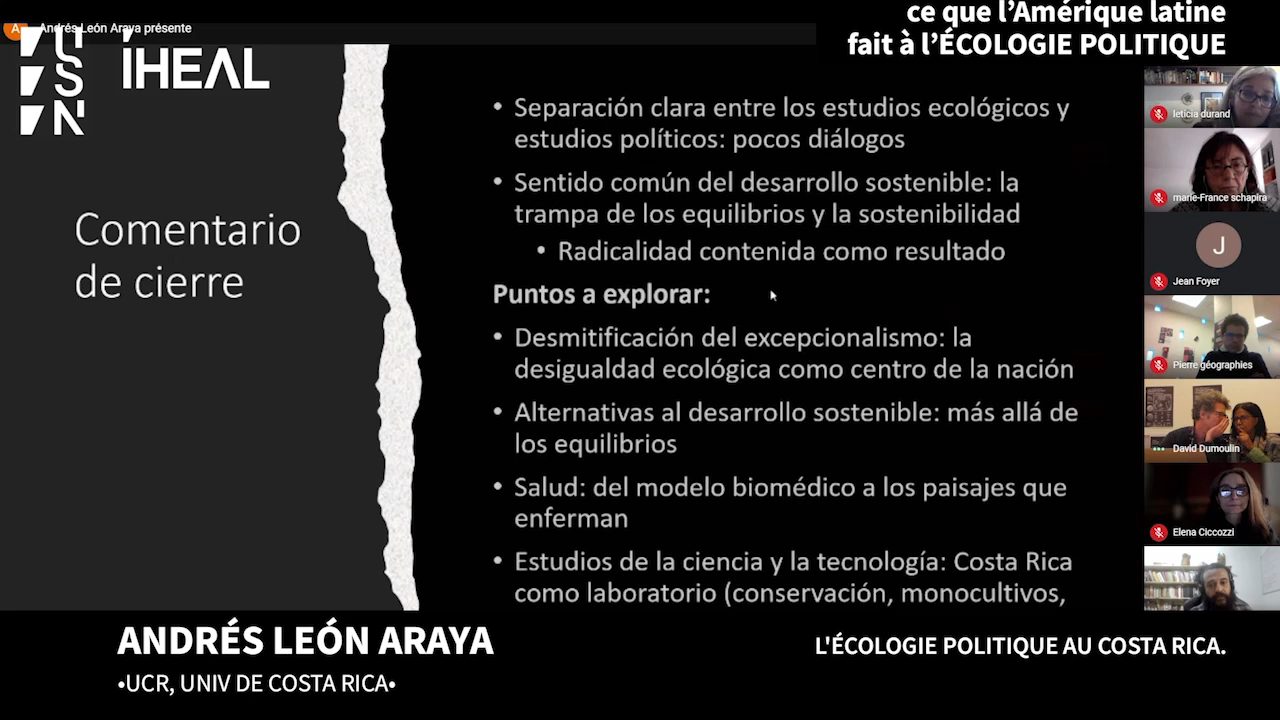 ce que l'Amérique latine
fait à l'ÉCOLOGIE POLITIQUE
A
Andrés León Araya présente
U
S
N
iHEAL
Comentario
de cierre
• Separación clara entre los estudios ecológicos y
estudios políticos: pocos diálogos
• Sentido común del desarrollo sostenible: la
trampa de los equilibrios y la sostenibilidad
• Radicalidad contenida como resultado
Puntos a explorar:
• Desmitificación del excepcionalismo: la
desigualdad ecológica como centro de la nación
• Alternativas al desarrollo sostenible: más allá de
los equilibrios
• Salud: del modelo biomédico a los paisajes que
enferman
• Estudios de la ciencia y la tecnología: Costa Rica
como laboratorio (conservación, monocultivos,
leticia durand
marie-France schapira
J
Jean Foyer
Pierre géographies
David Dumoulin
Elena Ciccozzi
ANDRÉS LEÓN ARAYA
•UCR, UNIV DE COSTA RICA•
L'ÉCOLOGIE POLITIQUE AU COSTA RICA.